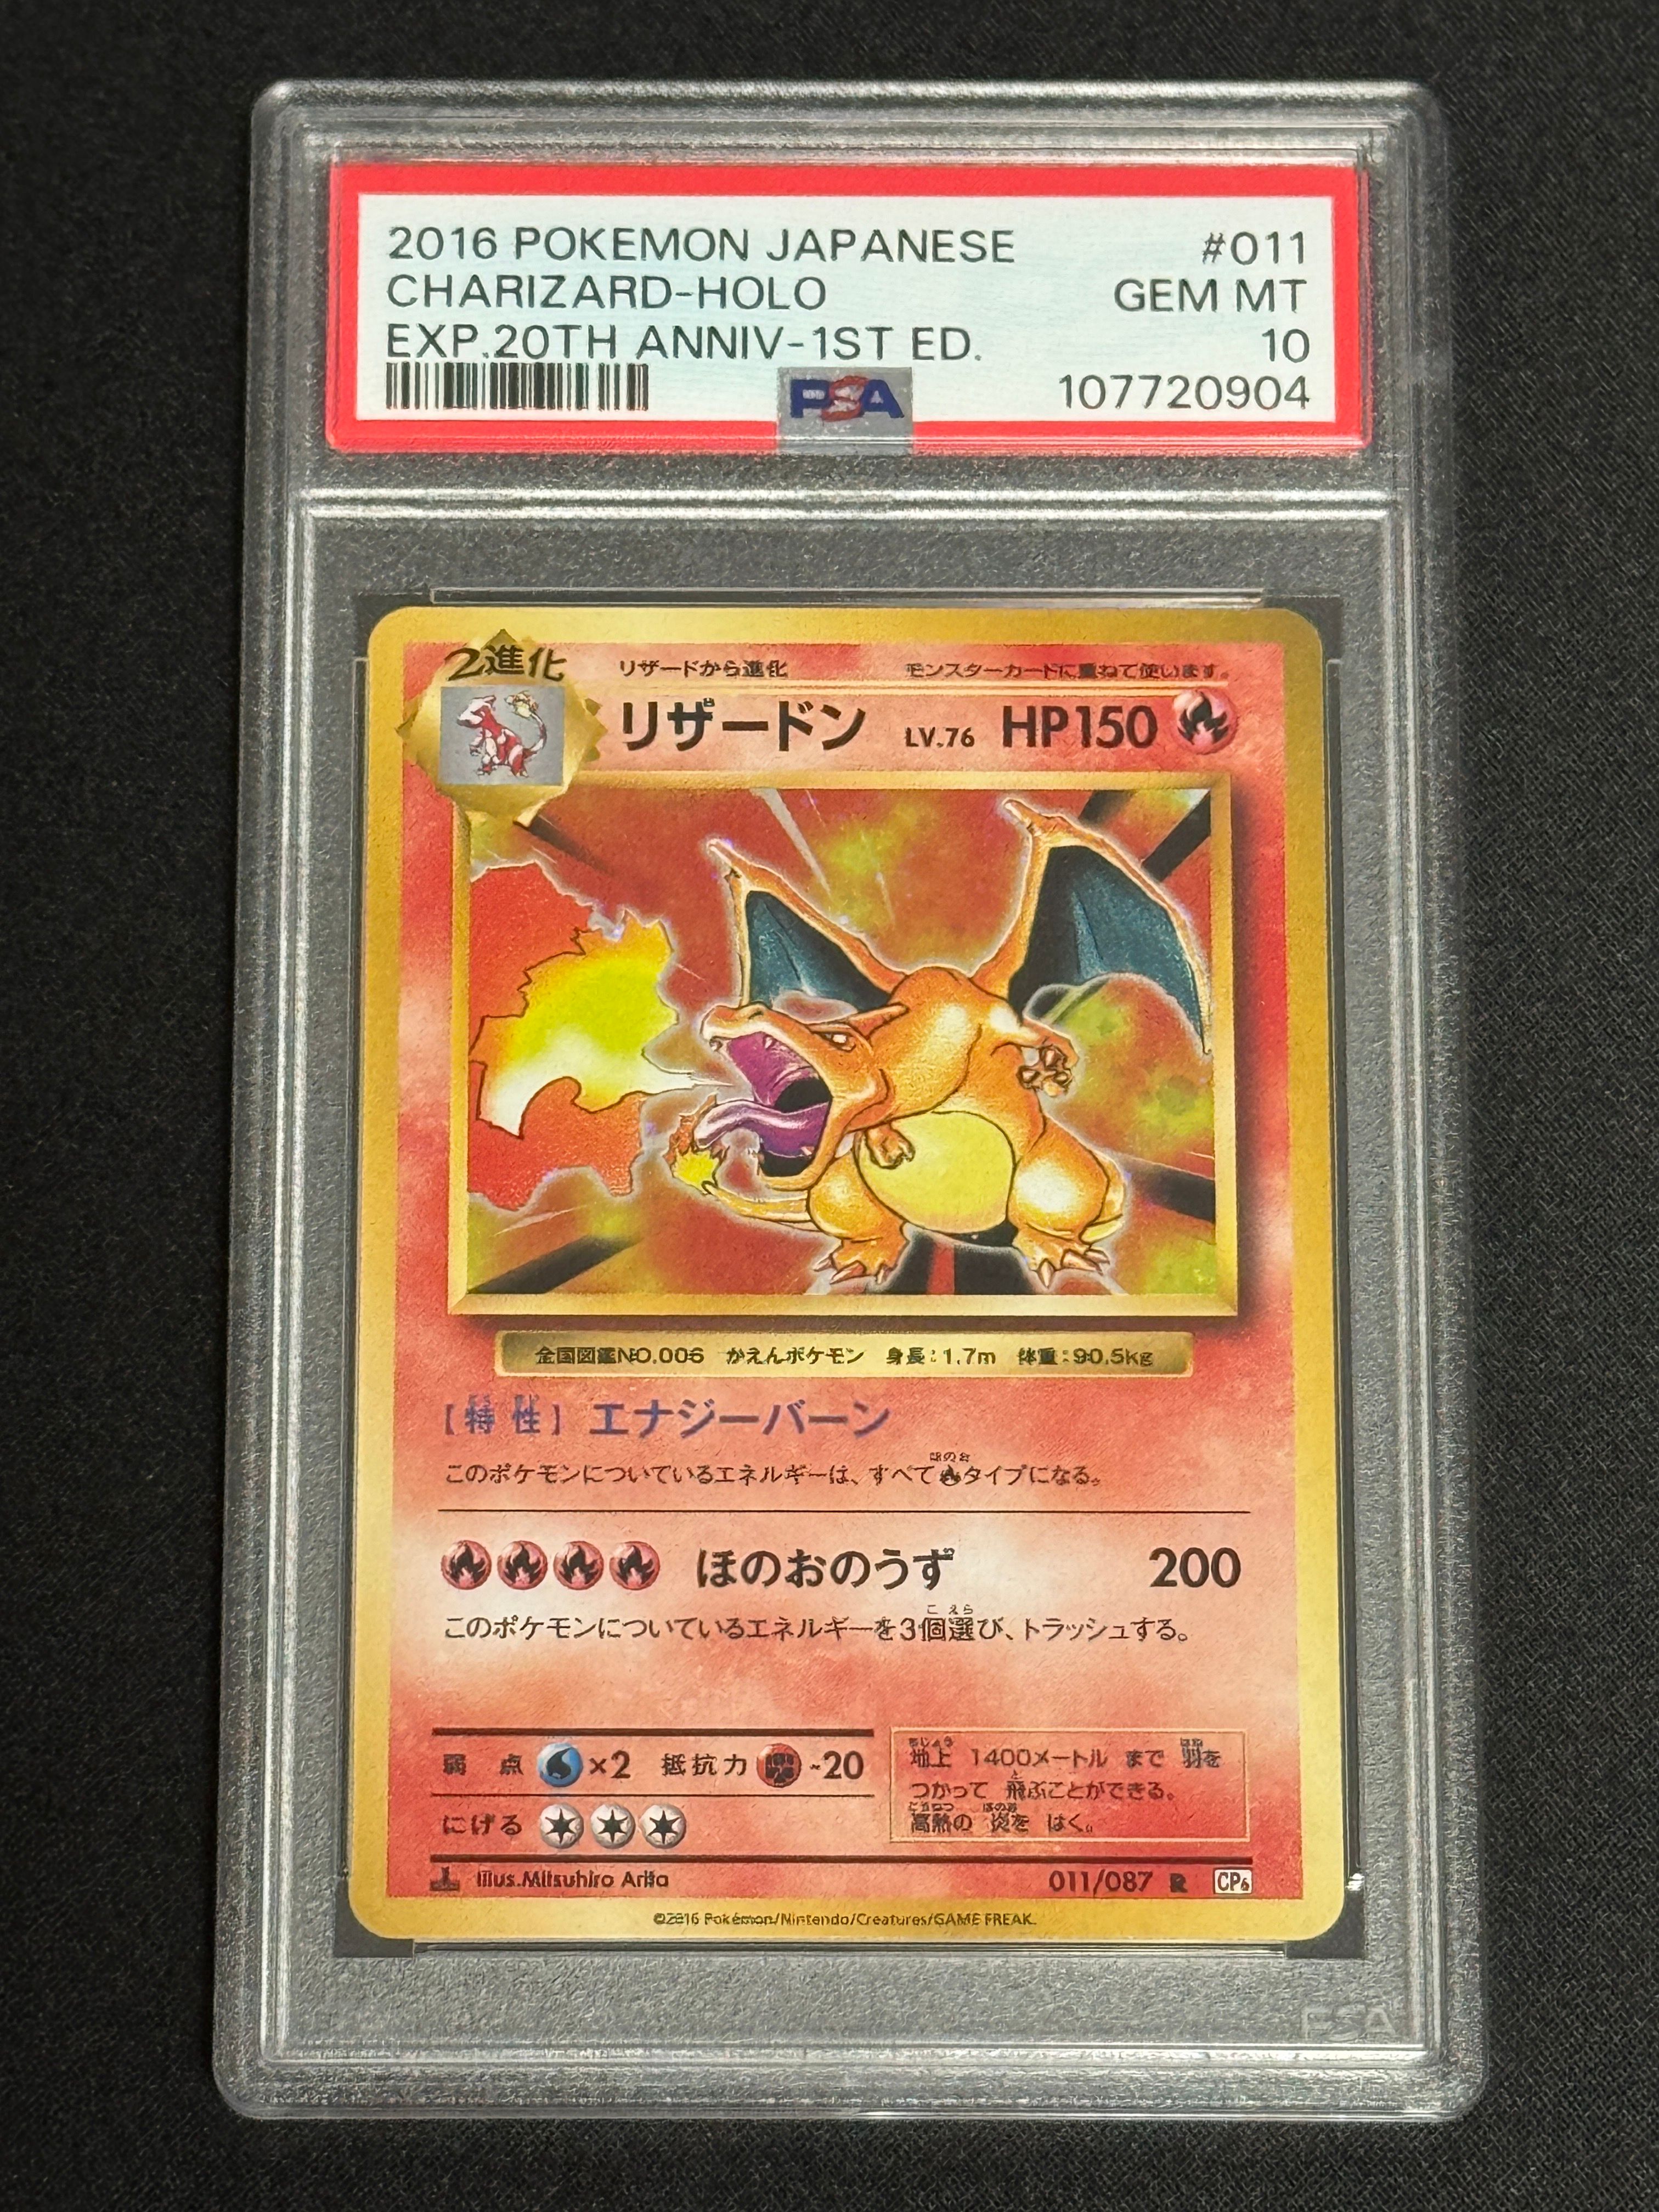 2016 POKEMON JAPANESE #011
CHARIZARD-HOLO GEM MT
EXP.20TH ANNIV-1ST ED. 10
PSA 107720904
2進化 リザードから進化 モンスターカードに重ねて使います。
リザードン LV.76 HP150
全国図鑑NO.006 かえんポケモン 身長:1.7m 体重:90.5kg
【特性】 エナジーバーン
このポケモンについているエネルギーは、すべてタイプになる。
ほのおのうず 200
このポケモンについているエネルギーを3個選び、トラッシュする。
弱点 ×2 抵抗力 -20
にげる
地上 1400メートル まで 羽を
つかって 飛ぶことができる。
高熱の 炎を はく。
Illus.Mitsuhiro Arita 011/087 R CP6
©2016 Pokémon/Nintendo/Creatures/GAME FREAK.
PSA